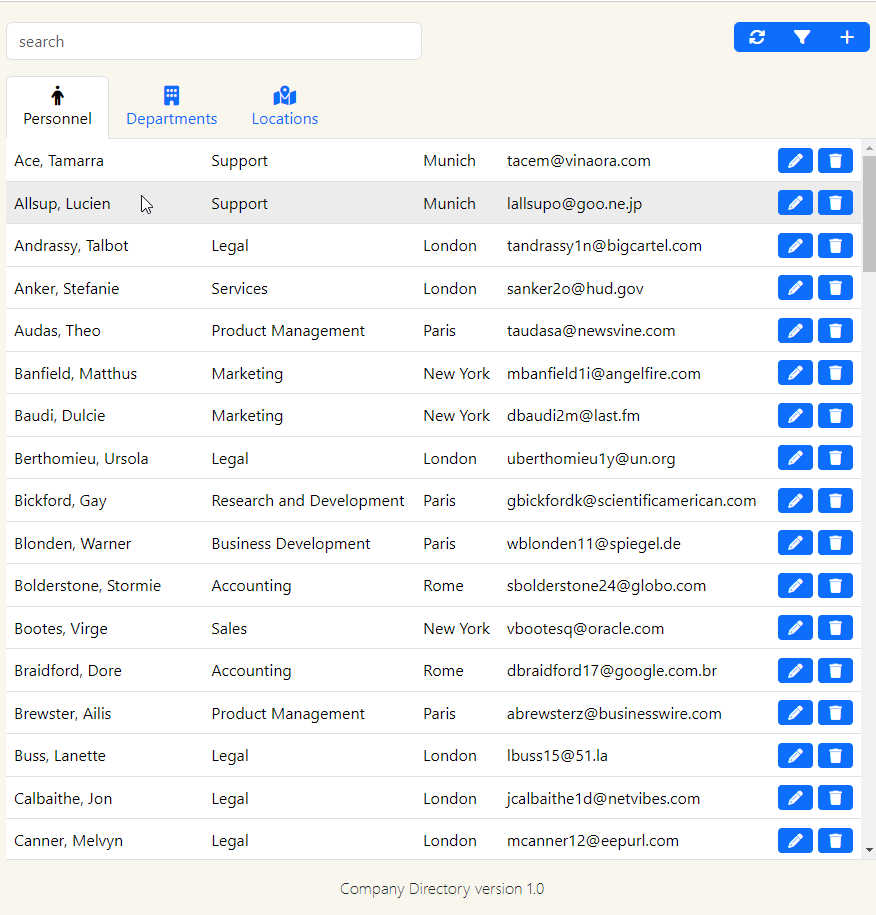 search
Personnel Departments Locations
Ace, Tamarra Support Munich tacem@vinaora.com
Allsup, Lucien Support Munich lallsupo@goo.ne.jp
Andrassy, Talbot Legal London tandrassy1n@bigcartel.com
Anker, Stefanie Services London sanker2o@hud.gov
Audas, Theo Product Management Paris taudasa@newsvine.com
Banfield, Matthus Marketing New York mbanfield1i@angelfire.com
Baudi, Dulcie Marketing New York dbaudi2m@last.fm
Berthomieu, Ursola Legal London uberthomieu1y@un.org
Bickford, Gay Research and Development Paris gbickfordk@scientificamerican.com
Blonden, Warner Business Development Paris wblonden11@spiegel.de
Bolderstone, Stormie Accounting Rome sbolderstone24@globo.com
Bootes, Virge Sales New York vbootesq@oracle.com
Braidford, Dore Accounting Rome dbraidford17@google.com.br
Brewster, Ailis Product Management Paris abrewsterz@businesswire.com
Buss, Lanette Legal London lbuss15@51.la
Calbaithe, Jon Legal London jcalbaithe1d@netvibes.com
Canner, Melvyn Legal London mcanner12@eepurl.com
Company Directory version 1.0